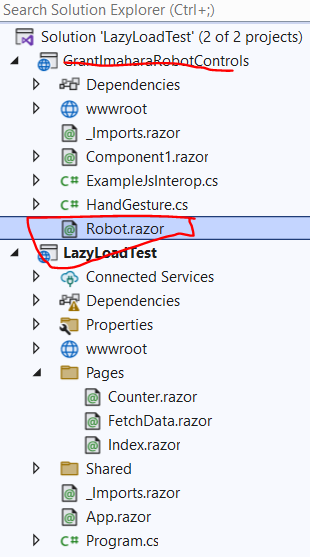 Search Solution Explorer (Ctrl+;)
Solution 'LazyLoadTest' (2 of 2 projects)
GrantImaharaRobotControls
Dependencies
wwwroot
_Imports.razor
Component1.razor
ExampleJsInterop.cs
HandGesture.cs
Robot.razor
LazyLoadTest
Connected Services
Dependencies
Properties
wwwroot
Pages
Counter.razor
FetchData.razor
Index.razor
Shared
_Imports.razor
App.razor
Program.cs